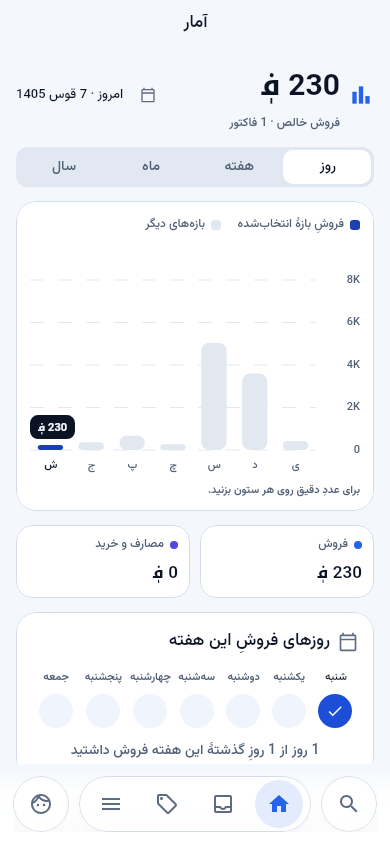 آمار
230 ؋
امروز · 7 قوس 1405
فروش خالص · 1 فاکتور
روز
هفته
ماه
سال
فروشِ بازهٔ انتخاب‌شده
بازه‌های دیگر
8K
6K
4K
2K
0
230 ؋
ی
د
س
چ
پ
ج
ش
برای عددِ دقیق روی هر ستون بزنید.
فروش
230 ؋
مصارف و خرید
0 ؋
روزهای فروشِ این هفته
شنبه
یکشنبه
دوشنبه
سه‌شنبه
چهارشنبه
پنجشنبه
جمعه
1 روز از 1 روزِ گذشتهٔ این هفته فروش داشتید